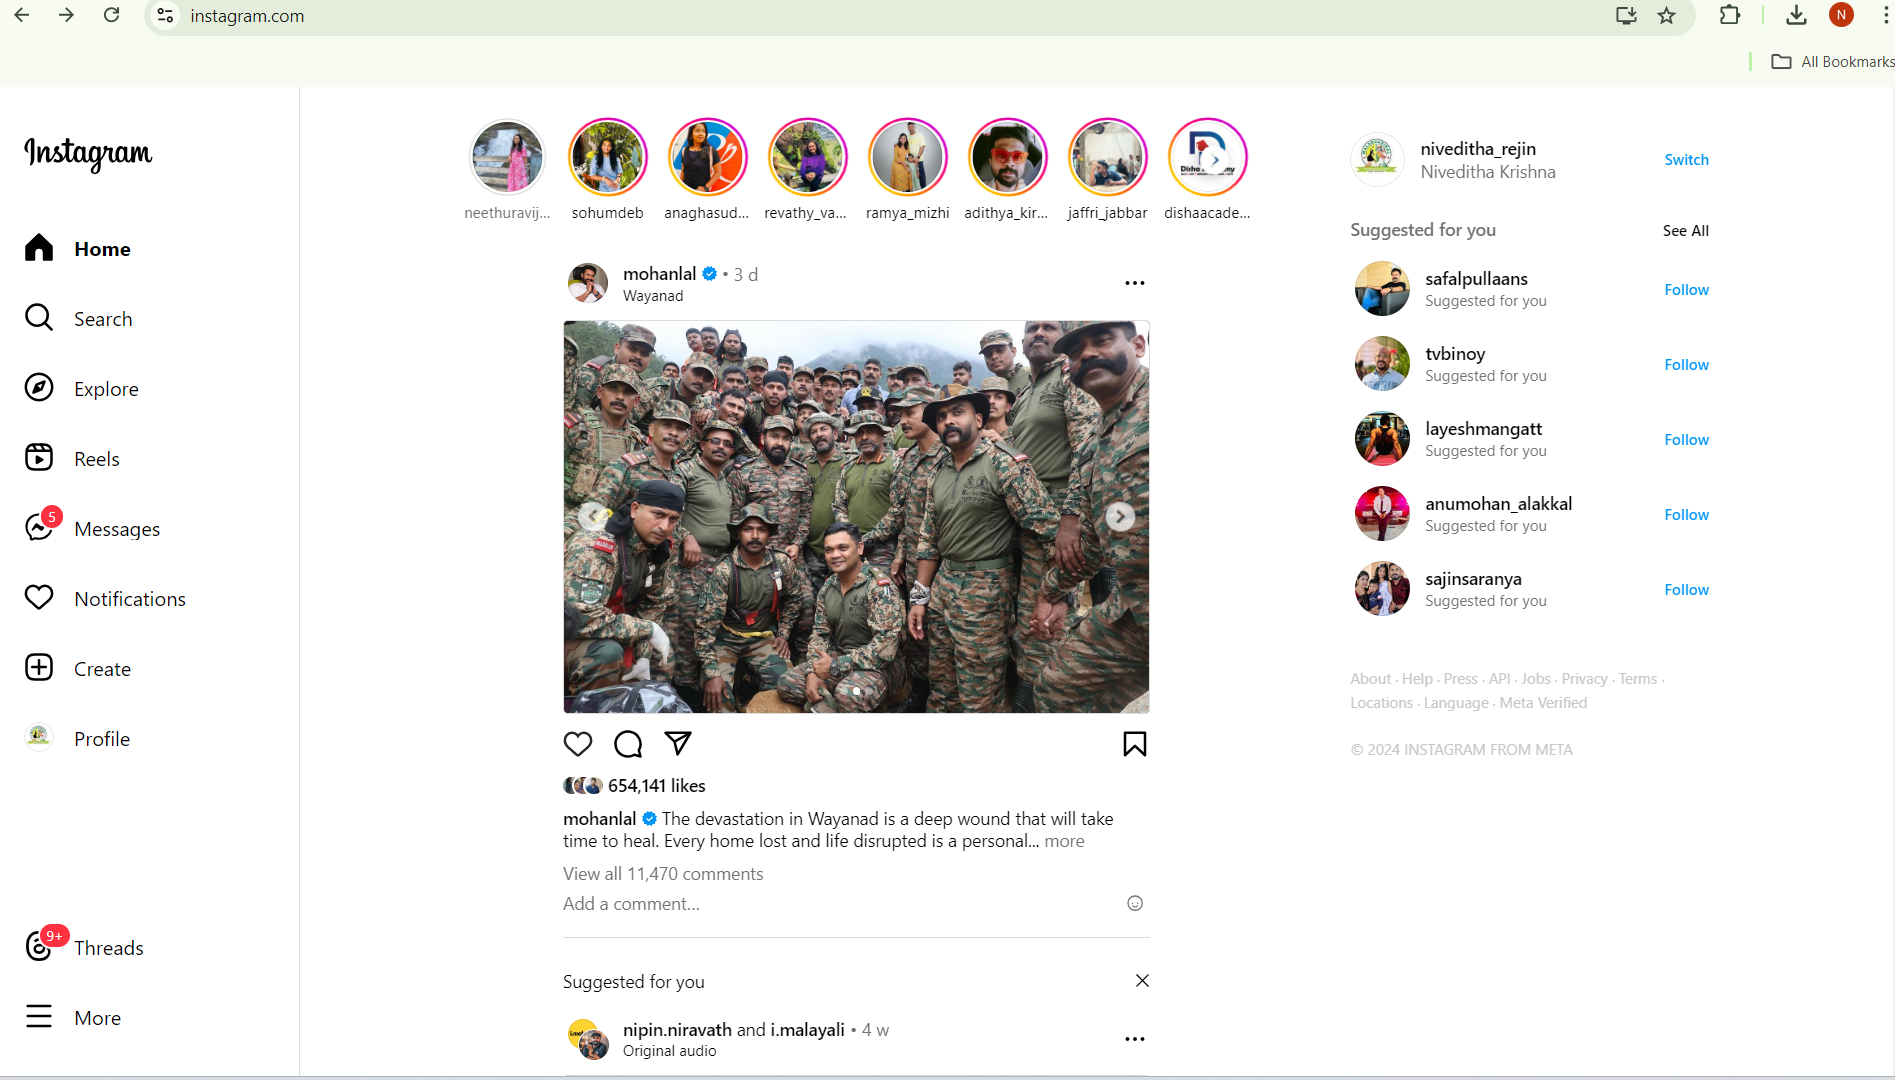 instagram.com
All Bookmarks
Instagram
Home
Search
Explore
Reels
5
Messages
Notifications
Create
Profile
9+
Threads
More
neethuravij...
sohumdeb
anaghasud...
revathy_va...
ramya_mizhi
adithya_kir...
jaffri_jabbar
dishaacade...
mohanlal • 3 d
Wayanad
654,141 likes
mohanlal The devastation in Wayanad is a deep wound that will take
time to heal. Every home lost and life disrupted is a personal... more
View all 11,470 comments
Add a comment...
Suggested for you
nipin.niravath and i.malayali • 4 w
Original audio
N
niveditha_rejin
Niveditha Krishna
Switch
Suggested for you
See All
safalpullaans
Suggested for you
Follow
tvbinoy
Suggested for you
Follow
layeshmangatt
Suggested for you
Follow
anumohan_alakkal
Suggested for you
Follow
sajinsaranya
Suggested for you
Follow
About · Help · Press · API · Jobs · Privacy · Terms ·
Locations · Language · Meta Verified
© 2024 INSTAGRAM FROM META